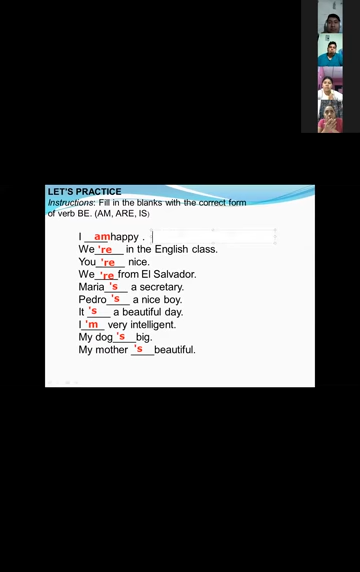 LET'S PRACTICE
Instructions: Fill in the blanks with the correct form
of verb BE. (AM, ARE, IS)
I ____amhappy .
We 're in the English class.
You 're nice.
We 're from El Salvador.
Maria 's a secretary.
Pedro 's a nice boy.
It 's a beautiful day.
I 'm very intelligent.
My dog 's big.
My mother 's beautiful.